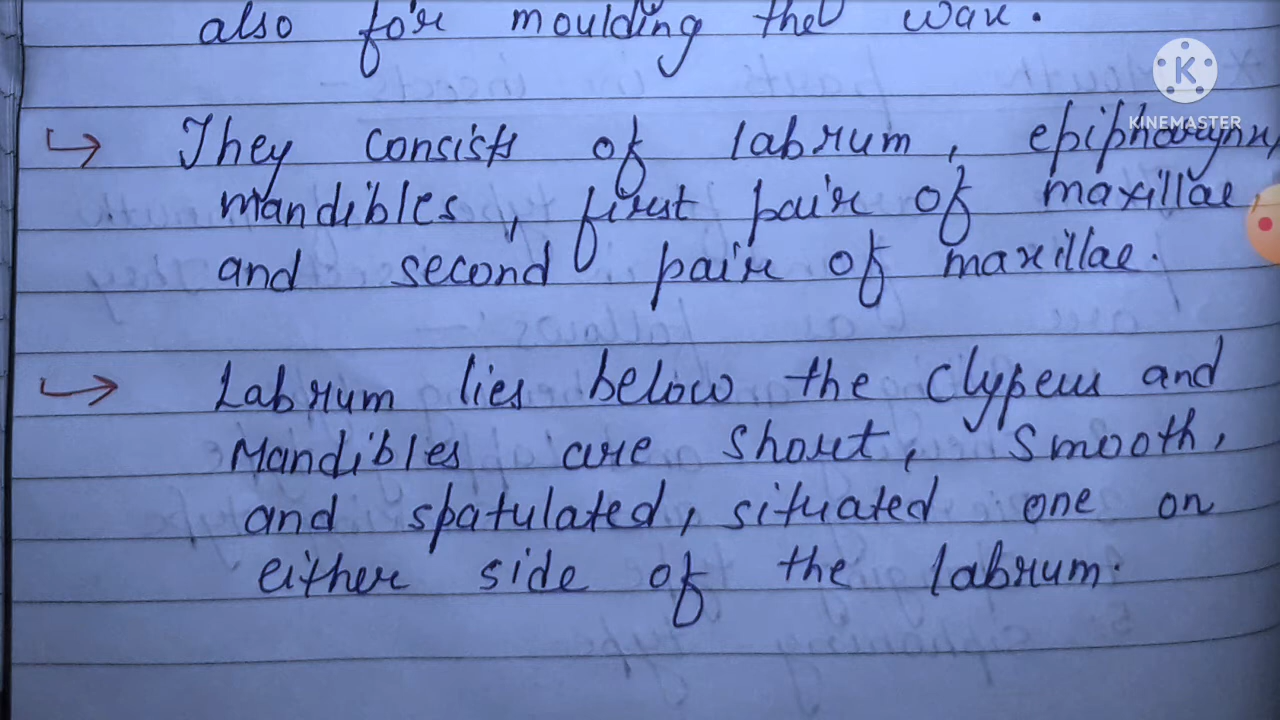 also for moulding the wax.
KINEMASTER
↳ They consists of labrum, epipharynx,
mandibles, first pair of maxillae,
and second pair of maxillae.
↳ Labrum lies below the Clypeus and
Mandibles are short, smooth,
and spatulated, situated one on
either side of the labrum.